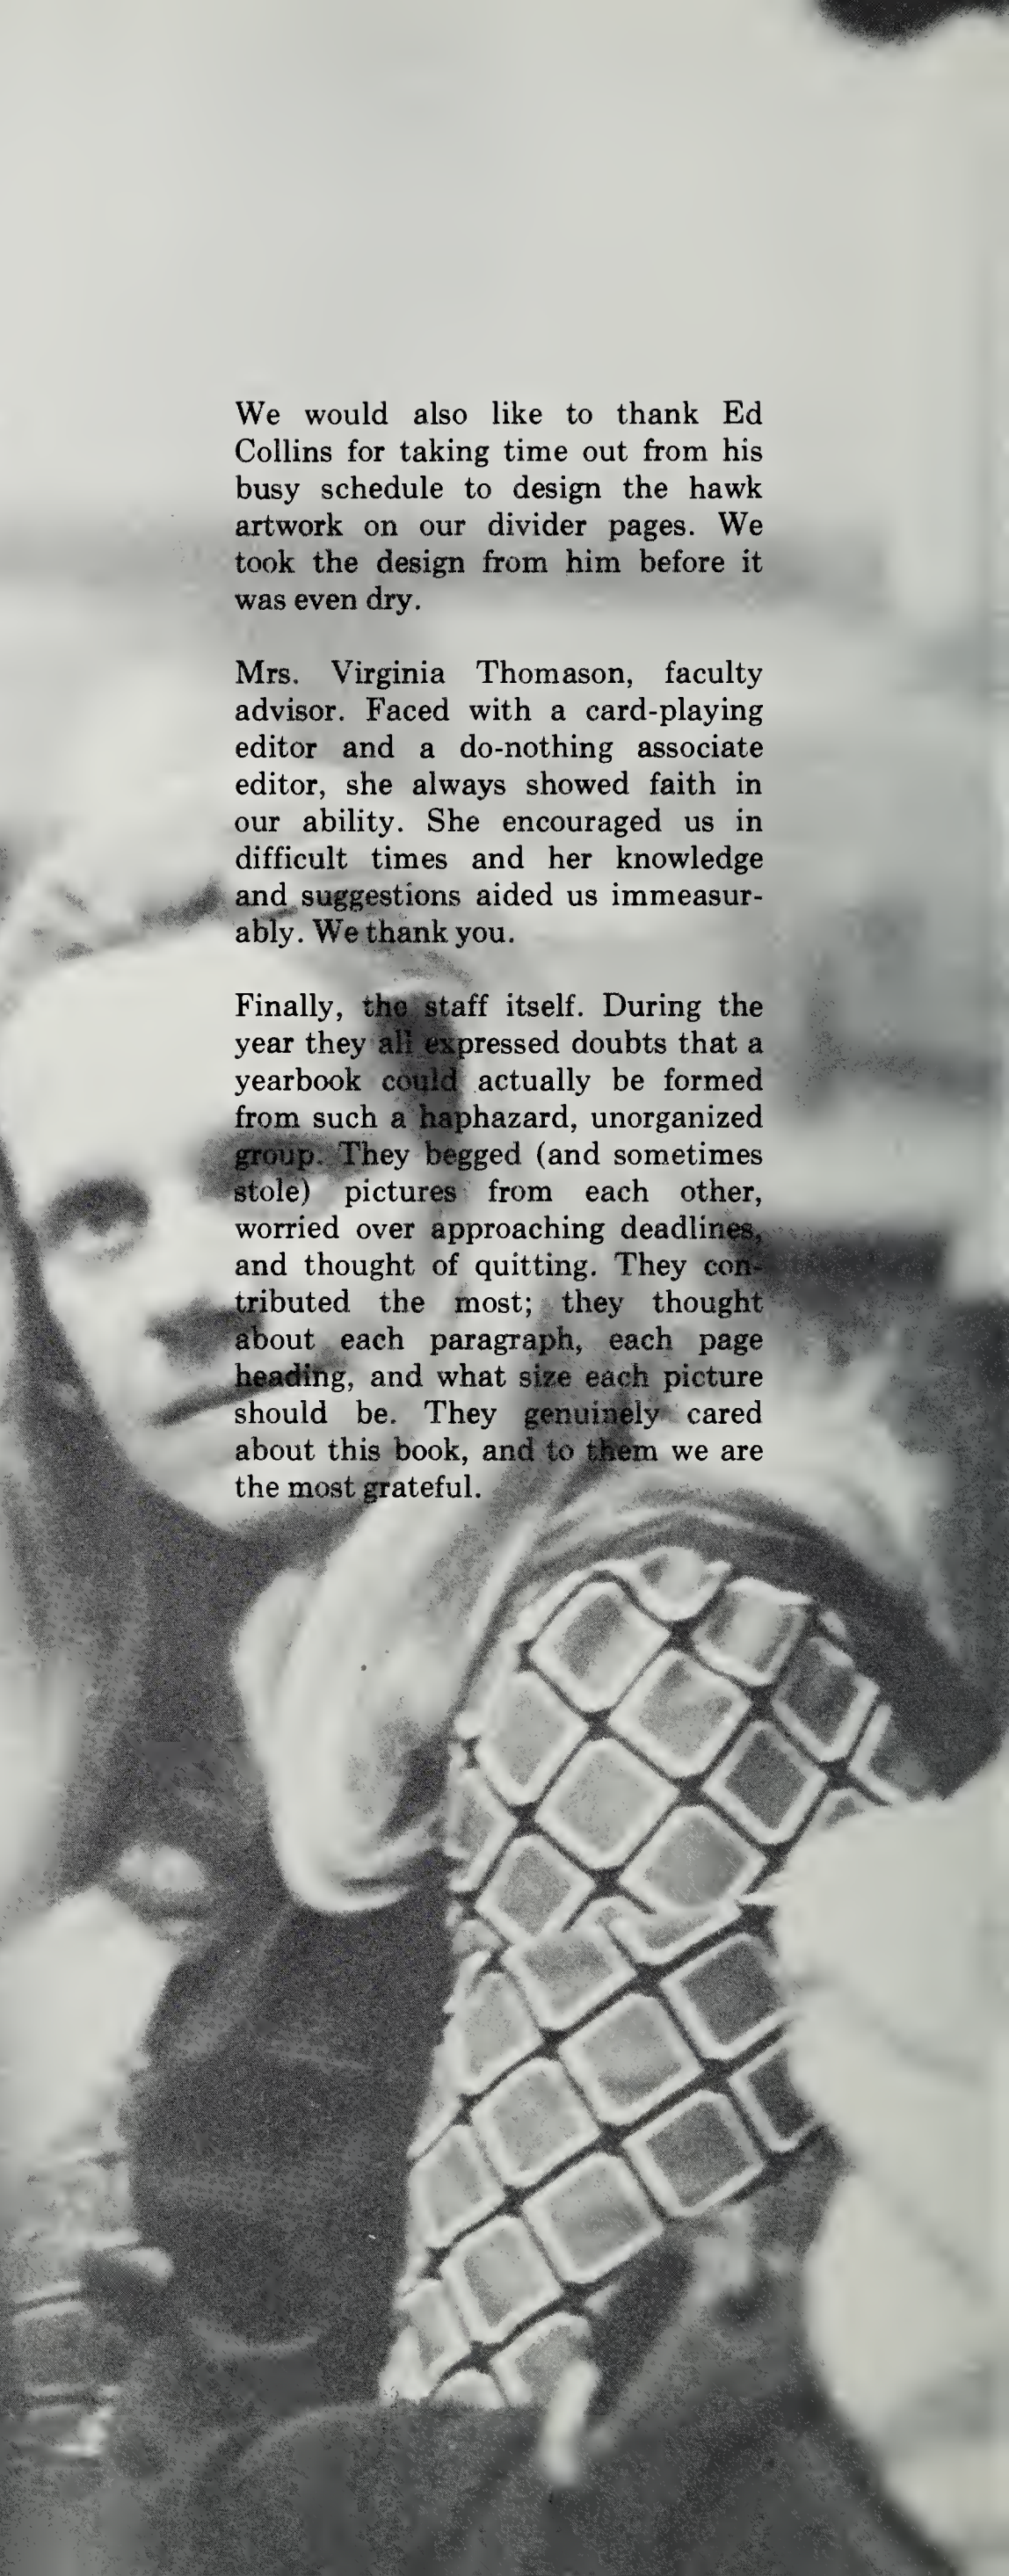 We would also like to thank Ed
Collins for taking time out from his
busy schedule to design the hawk
artwork on our divider pages. We
took the design from him before it
was even dry.
Mrs. Virginia Thomason, faculty
advisor. Faced with a card-playing
editor and a do-nothing associate
editor, she always showed faith in
our ability. She encouraged us in
difficult times and her knowledge
and suggestions aided us immeasur-
ably. We thank you.
Finally, the staff itself. During the
year they all expressed doubts that a
yearbook could actually be formed
from such a haphazard, unorganized
group. They begged (and sometimes
stole) pictures from each other,
worried over approaching deadlines,
and thought of quitting. They con-
tributed the most; they thought
about each paragraph, each page
heading, and what size each picture
should be. They genuinely cared
about this book, and to them we are
the most grateful.